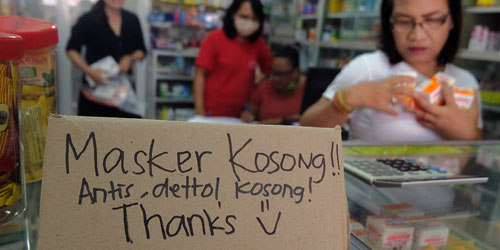 Masker Kosong!!
Antis, dettol kosong!
Thanks